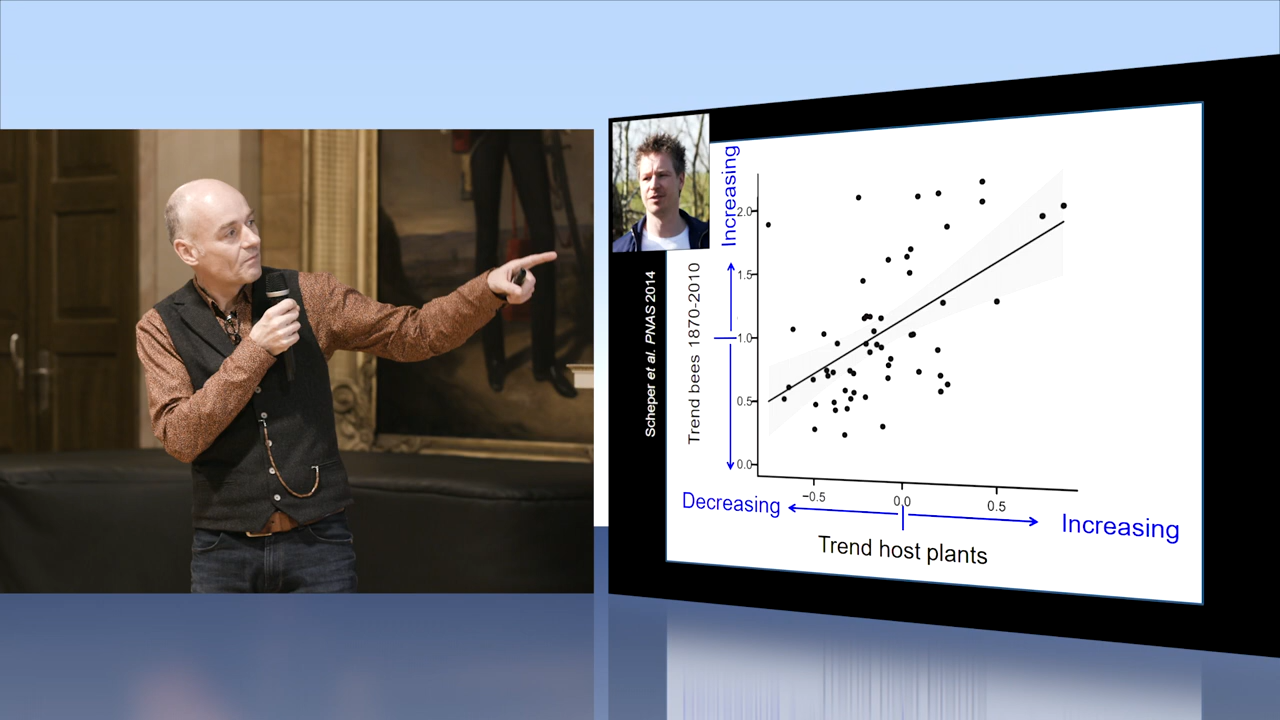 Scheper et al. PNAS 2014
Trend bees 1870-2010
Increasing
2.0
1.5
1.0
0.5
0.0
−0.5
0.0
0.5
Decreasing
Increasing
Trend host plants